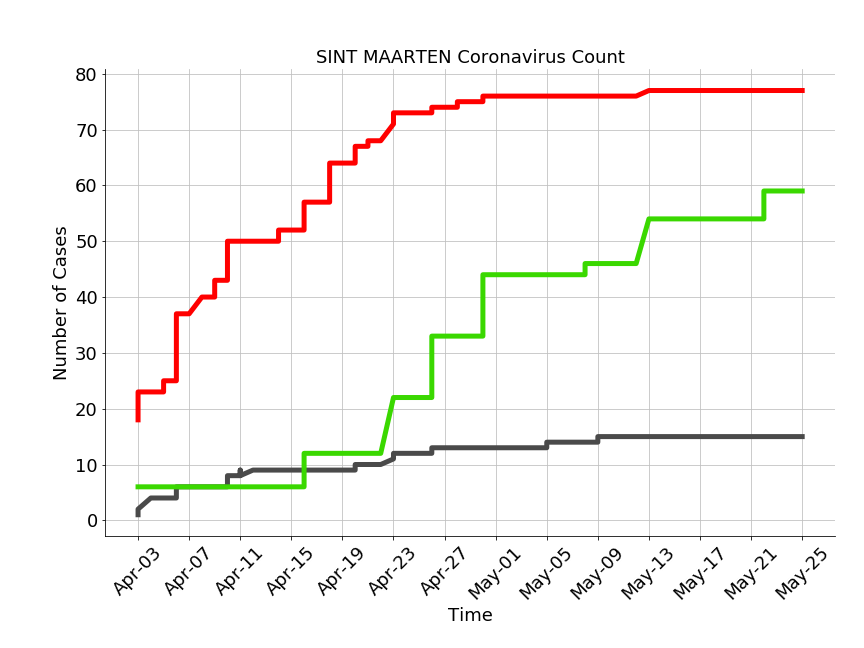 SINT MAARTEN Coronavirus Count
Number of Cases
80
70
60
50
40
30
20
10
0
Apr-03
Apr-07
Apr-11
Apr-15
Apr-19
Apr-23
Apr-27
May-01
May-05
May-09
May-13
May-17
May-21
May-25
Time